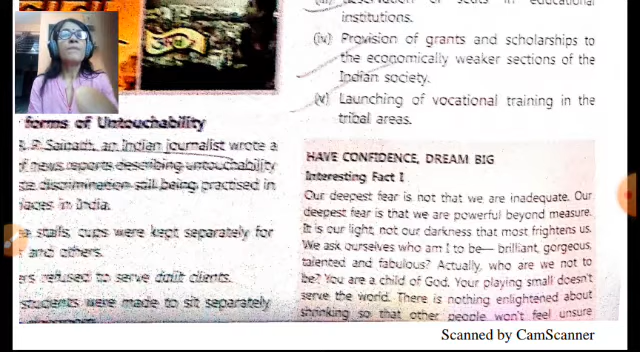 forms of Untouchability
P. Sainath, an Indian journalist wrote a
of news reports describing untouchability
discrimination still being practised in
in India.
stalls, cups were kept separately for
and others.
refused to serve dalit clients.
students were made to sit separately
seats in educational
institutions.
(iv) Provision of grants and scholarships to
the economically weaker sections of the
Indian society.
(v) Launching of vocational training in the
tribal areas.
HAVE CONFIDENCE, DREAM BIG
Interesting Fact I
Our deepest fear is not that we are inadequate. Our
deepest fear is that we are powerful beyond measure.
It is our light, not our darkness that most frightens us.
We ask ourselves who am I to be— brilliant, gorgeous,
talented and fabulous? Actually, who are we not to
be? You are a child of God. Your playing small doesn't
serve the world. There is nothing enlightened about
shrinking so that other people won't feel unsure
Scanned by CamScanner